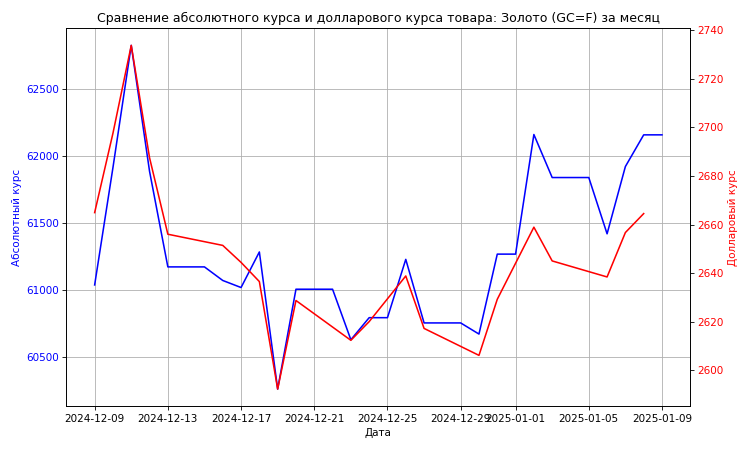 Сравнение абсолютного курса и долларового курса товара: Золото (GC=F) за месяц
Абсолютный курс
62500
62000
61500
61000
60500
2740
2720
2700
2680
2660
2640
2620
2600
Долларовый курс
2024-12-09 2024-12-13 2024-12-17 2024-12-21 2024-12-25 2024-12-29 2025-01-01 2025-01-05 2025-01-09
Дата